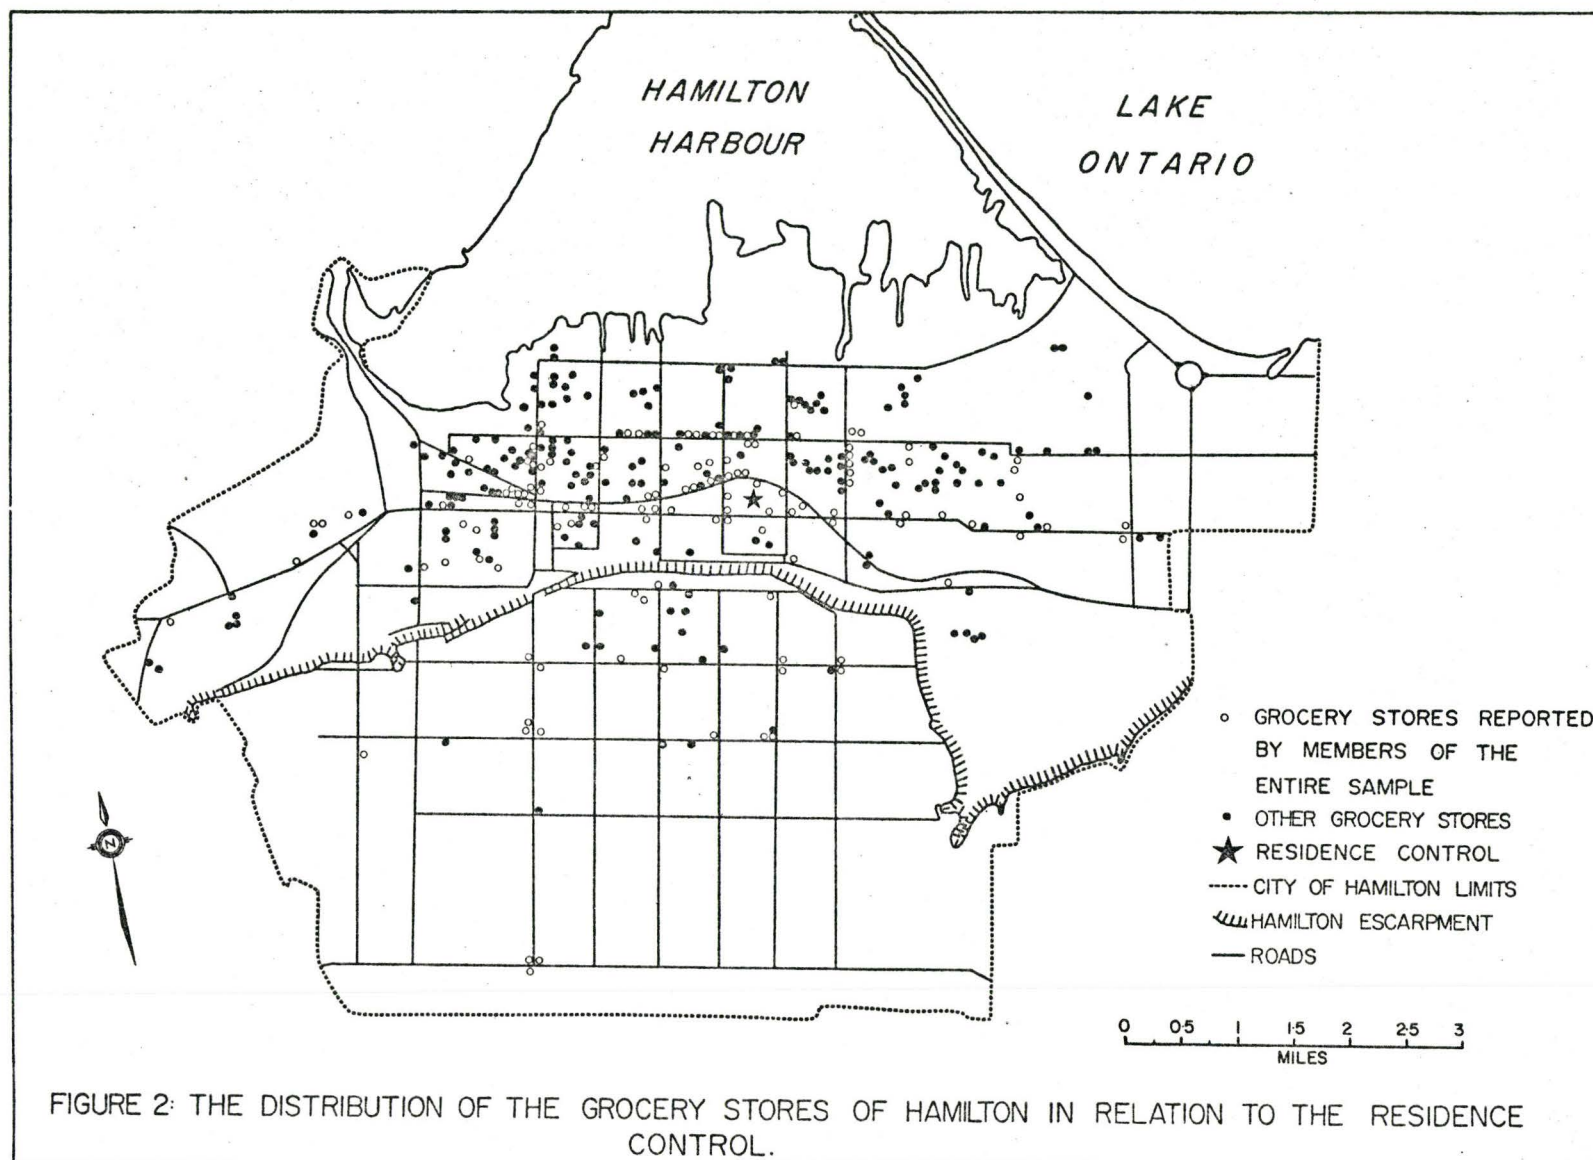 HAMILTON
HARBOUR
LAKE
ONTARIO
GROCERY STORES REPORTED
BY MEMBERS OF THE
ENTIRE SAMPLE
OTHER GROCERY STORES
RESIDENCE CONTROL
CITY OF HAMILTON LIMITS
HAMILTON ESCARPMENT
ROADS
N
0 0·5 1 1·5 2 2·5 3
MILES
FIGURE 2: THE DISTRIBUTION OF THE GROCERY STORES OF HAMILTON IN RELATION TO THE RESIDENCE
CONTROL.